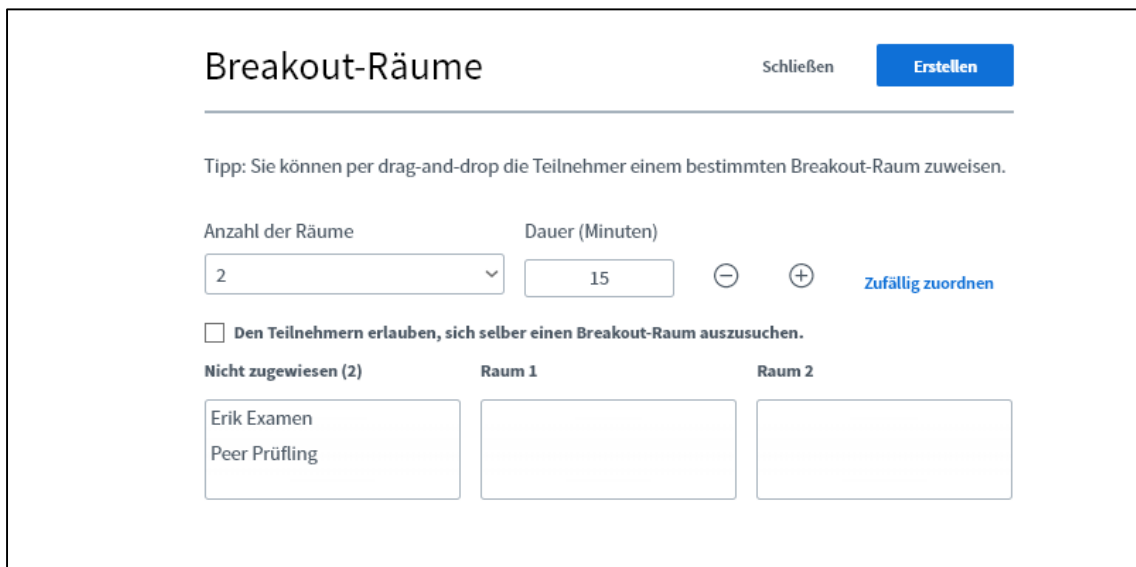 Breakout-Räume
Schließen
Erstellen
Tipp: Sie können per drag-and-drop die Teilnehmer einem bestimmten Breakout-Raum zuweisen.
Anzahl der Räume
Dauer (Minuten)
2
15
Zufällig zuordnen
Den Teilnehmern erlauben, sich selber einen Breakout-Raum auszusuchen.
Nicht zugewiesen (2)
Raum 1
Raum 2
Erik Examen
Peer Prüfling